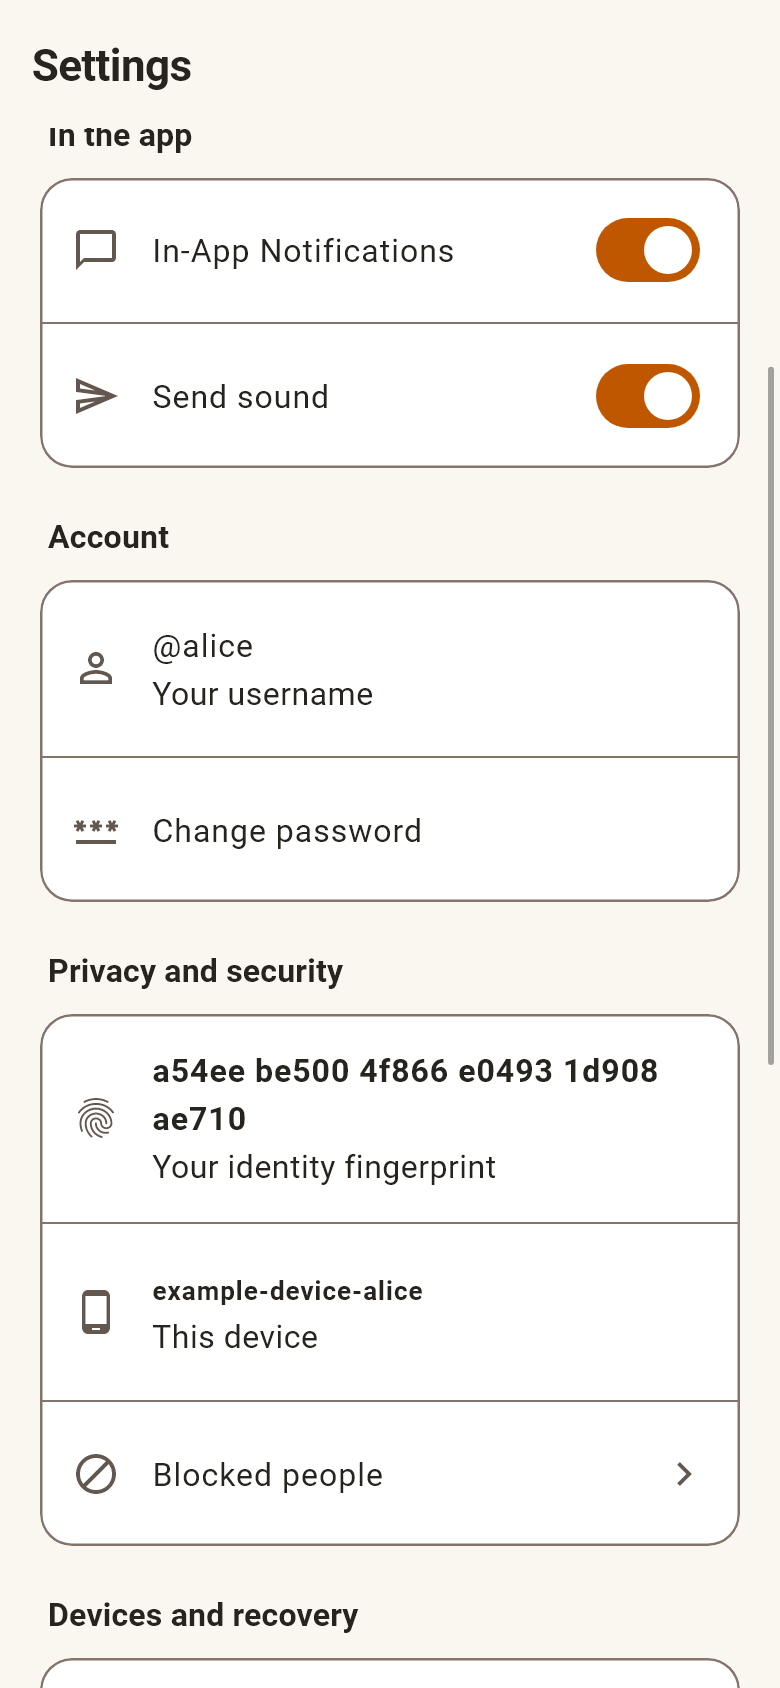 Settings
In the app
In-App Notifications
Send sound
Account
@alice
Your username
Change password
Privacy and security
a54ee be500 4f866 e0493 1d908
ae710
Your identity fingerprint
example-device-alice
This device
Blocked people
Devices and recovery